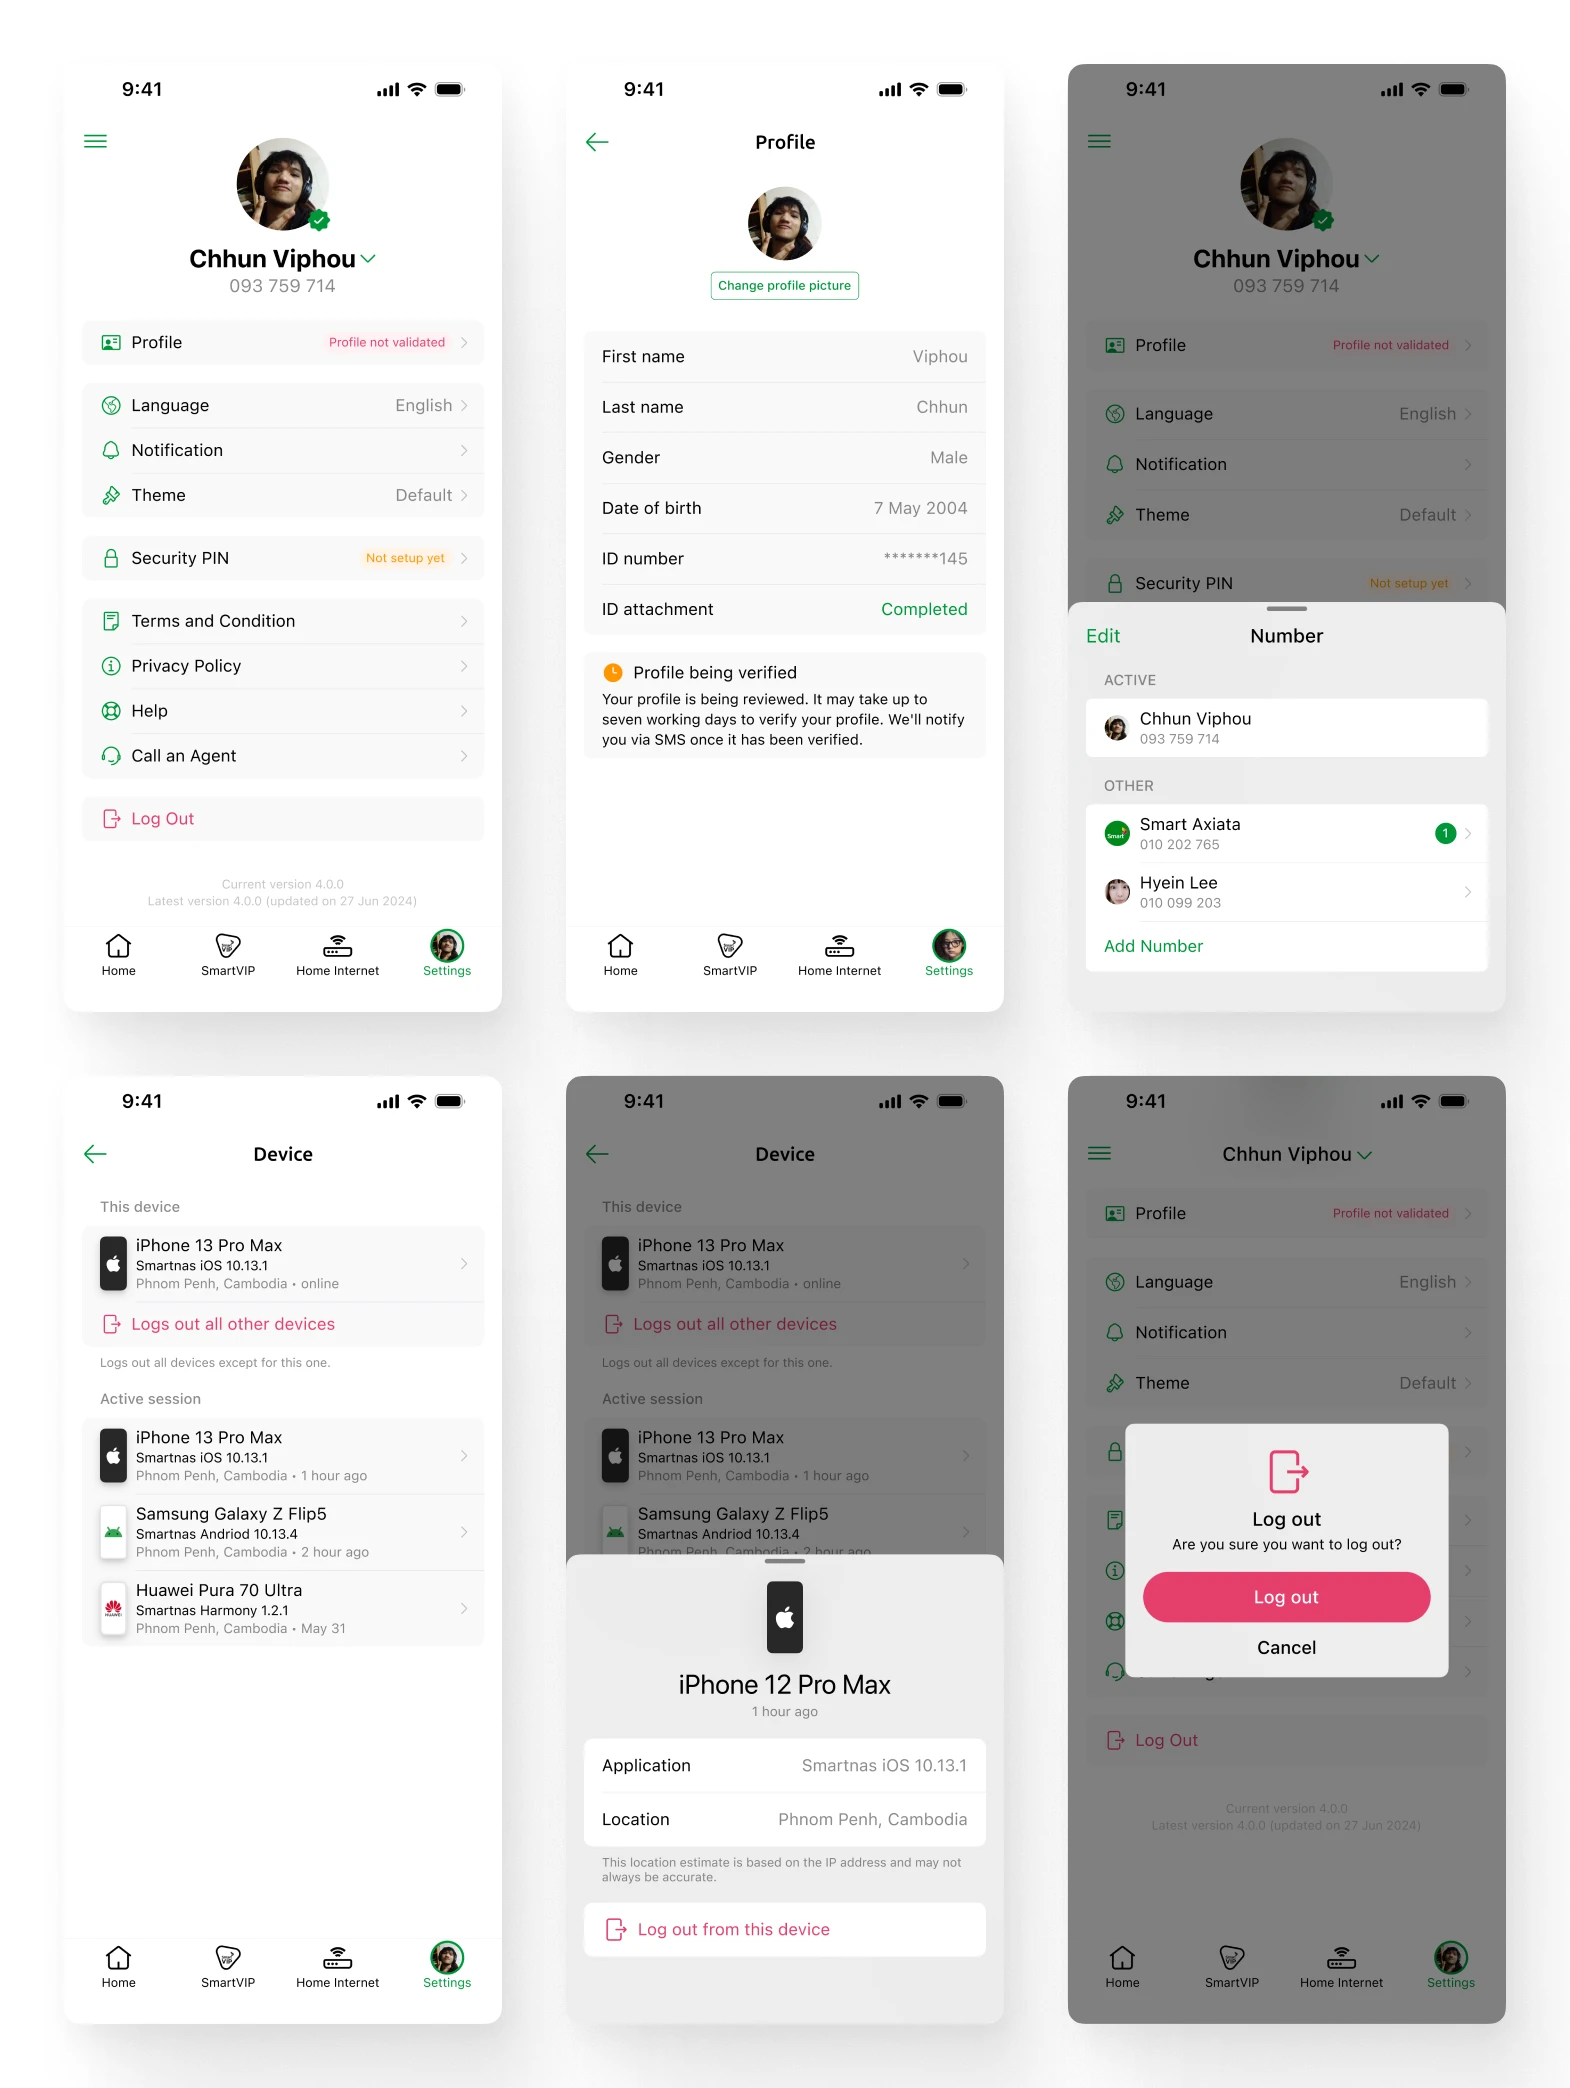 9:41
Chhun Viphou
093 759 714
Profile Profile not validated
Language English
Notification
Theme Default
Security PIN Not setup yet
Terms and Condition
Privacy Policy
Help
Call an Agent
Log Out
Current version 4.0.0
Latest version 4.0.0 (updated on 27 Jun 2024)
Home SmartVIP Home Internet Settings
9:41
Profile
Change profile picture
First name Viphou
Last name Chhun
Gender Male
Date of birth 7 May 2004
ID number *******145
ID attachment Completed
Profile being verified
Your profile is being reviewed. It may take up to
seven working days to verify your profile. We'll notify
you via SMS once it has been verified.
Home SmartVIP Home Internet Settings
9:41
Chhun Viphou
093 759 714
Profile Profile not validated
Language English
Notification
Theme Default
Security PIN Not setup yet
Edit Number
ACTIVE
Chhun Viphou
093 759 714
OTHER
Smart
Smart Axiata 1
010 202 765
Hyein Lee
010 099 203
Add Number
9:41
Device
This device
iPhone 13 Pro Max
Smartnas iOS 10.13.1
Phnom Penh, Cambodia • online
Logs out all other devices
Logs out all devices except for this one.
Active session
iPhone 13 Pro Max
Smartnas iOS 10.13.1
Phnom Penh, Cambodia • 1 hour ago
Samsung Galaxy Z Flip5
Smartnas Andriod 10.13.4
Phnom Penh, Cambodia • 2 hour ago
HUAWEI
Huawei Pura 70 Ultra
Smartnas Harmony 1.2.1
Phnom Penh, Cambodia • May 31
Home SmartVIP Home Internet Settings
9:41
Device
This device
iPhone 13 Pro Max
Smartnas iOS 10.13.1
Phnom Penh, Cambodia • online
Logs out all other devices
Logs out all devices except for this one.
Active session
iPhone 13 Pro Max
Smartnas iOS 10.13.1
Phnom Penh, Cambodia • 1 hour ago
Samsung Galaxy Z Flip5
Smartnas Andriod 10.13.4
Phnom Penh, Cambodia • 2 hour ago
iPhone 12 Pro Max
1 hour ago
Application Smartnas iOS 10.13.1
Location Phnom Penh, Cambodia
This location estimate is based on the IP address and may not
always be accurate.
Log out from this device
9:41
Chhun Viphou
Profile Profile not validated
Language English
Notification
Theme Default
Log out
Are you sure you want to log out?
Log out
Cancel
Log Out
Current version 4.0.0
Latest version 4.0.0 (updated on 27 Jun 2024)
Home SmartVIP Home Internet Settings